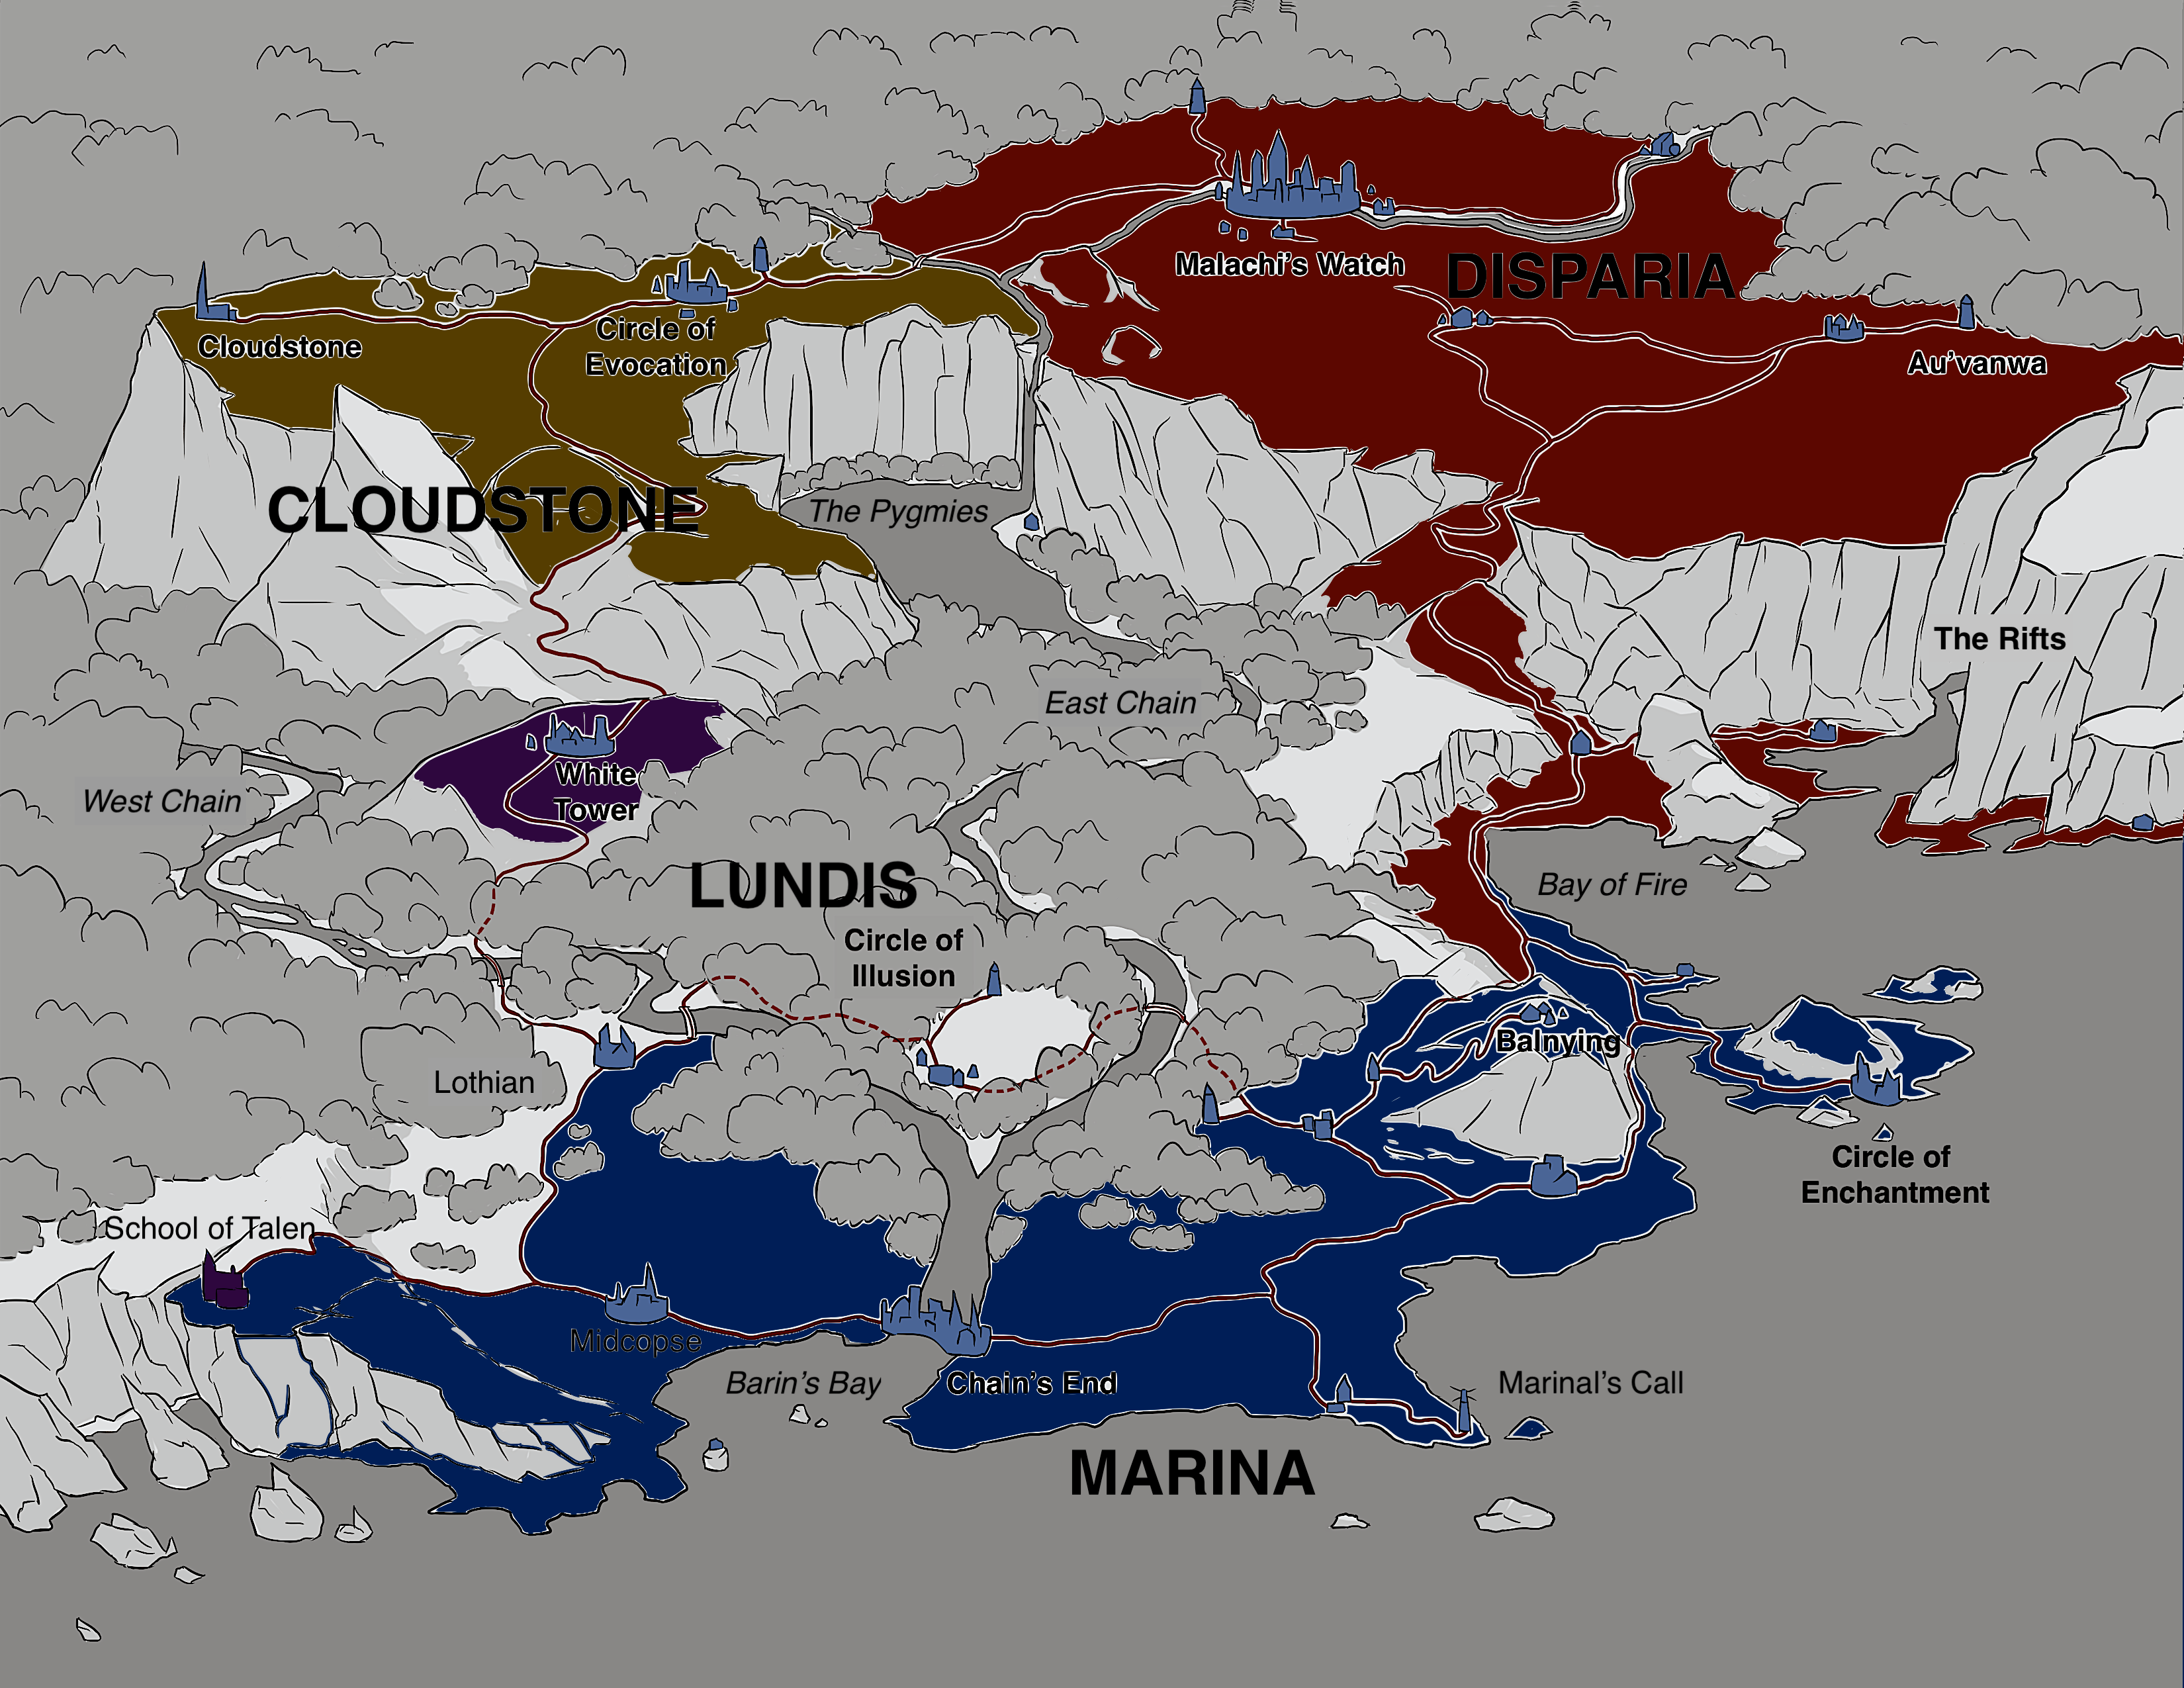 Malachi's Watch
DISPARIA
Cloudstone
Circle of
Evocation
Au'vanwa
CLOUDSTONE
The Pygmies
The Rifts
East Chain
White
Tower
West Chain
LUNDIS
Bay of Fire
Circle of
Illusion
Balnying
Lothian
Circle of
Enchantment
School of Talen
Midcopse
Barin's Bay
Chain's End
Marinal's Call
MARINA